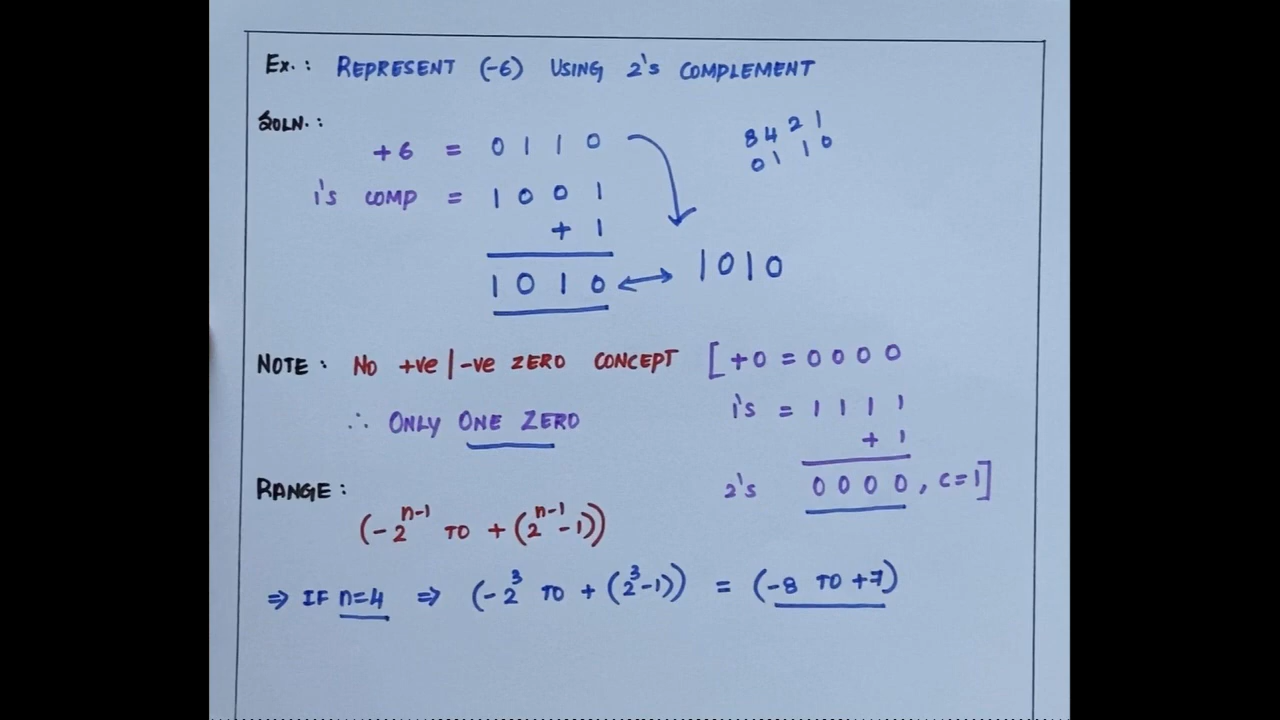 Ex. : REPRESENT (-6) USING 2's COMPLEMENT
SOLN. :
+6 = 0 1 1 0
8 4 2 1
0 1 1 0
1's COMP = 1 0 0 1
+ 1
1 0 1 0 ↔ 1010
NOTE : NO +ve | -ve ZERO CONCEPT [+0 = 0 0 0 0
∴ ONLY ONE ZERO
1's = 1 1 1 1
+ 1
2's 0 0 0 0 , C=1]
RANGE :
(-2^{n-1} TO +(2^{n-1}-1))
⇒ IF n=4 ⇒ (-2^3 TO +(2^3-1)) = (-8 TO +7)